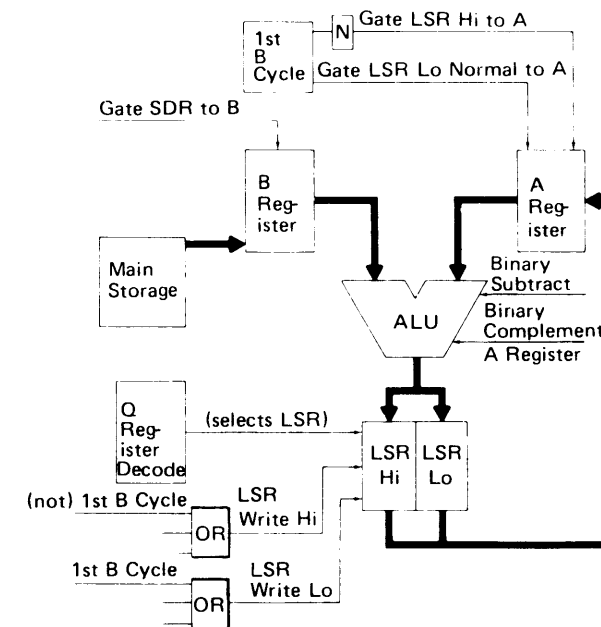 Gate LSR Hi to A
1st
B
Cycle
N
Gate LSR Lo Normal to A
Gate SDR to B
B
Reg-
ister
A
Reg-
ister
Main
Storage
Binary
Subtract
ALU
Binary
Complement
A Register
Q
Reg-
ister
Decode
(selects LSR)
LSR
Hi
LSR
Lo
(not) 1st B Cycle
OR
LSR
Write Hi
1st B Cycle
OR
LSR
Write Lo